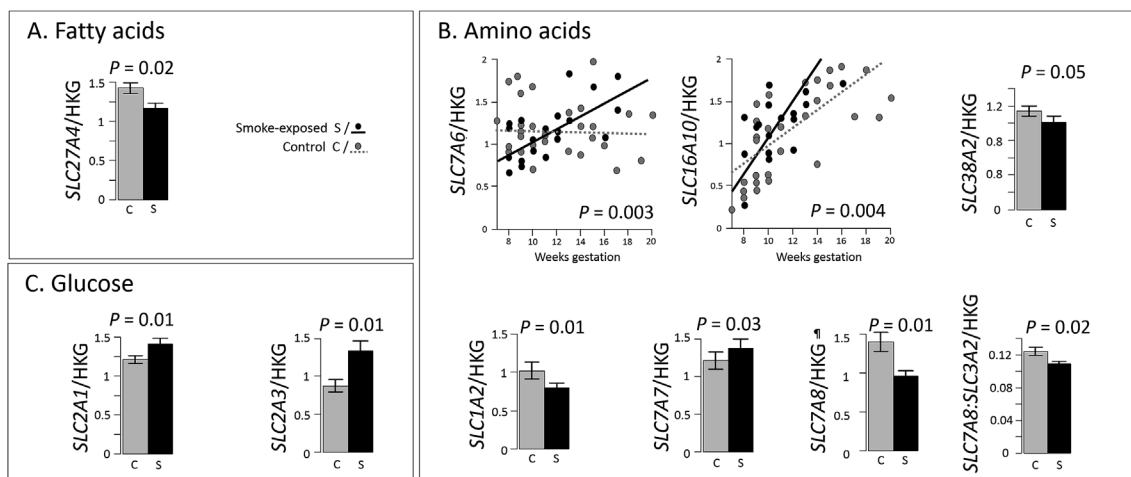 A. Fatty acids
P = 0.02
SLC27A4/HKG
1.5
1
0.5
0
C S
Smoke-exposed S /
Control C /
B. Amino acids
SLC7A6/HKG
2
1.5
1
0.5
0
P = 0.003
8 10 12 14 16 18 20
Weeks gestation
SLC16A10/HKG
2
1.5
1
0.5
0
P = 0.004
8 10 12 14 16 18 20
Weeks gestation
P = 0.05
SLC38A2/HKG
1.2
0.8
0.8
0
C S
C. Glucose
P = 0.01
SLC2A1/HKG
1.5
1
0.5
0
C S
P = 0.01
SLC2A3/HKG
1.5
1
0.5
0
C S
P = 0.01
SLC1A2/HKG
1.5
1
0.5
0
C S
P = 0.03
SLC7A7/HKG
1.5
1
0.5
0
C S
P = 0.01
SLC7A8/HKG¶
1.5
1
0.5
0
C S
P = 0.02
SLC7A8:SLC3A2/HKG
0.12
0.08
0.04
0
C S